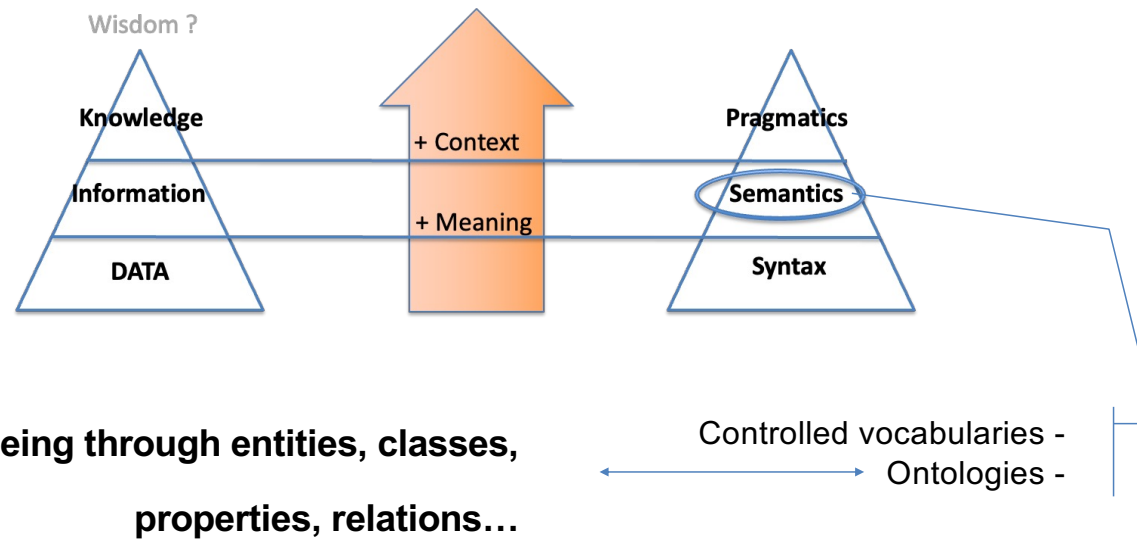 Wisdom ?
Knowledge
Information
DATA
+ Context
+ Meaning
Pragmatics
Semantics
Syntax
eing through entities, classes,
properties, relations…
Controlled vocabularies -
Ontologies -